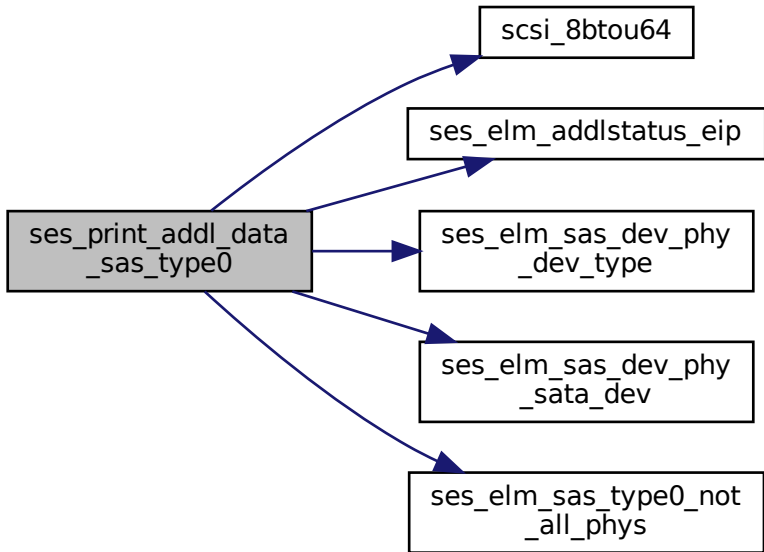 scsi_8btou64
ses_elm_addlstatus_eip
ses_print_addl_data
_sas_type0
ses_elm_sas_dev_phy
_dev_type
ses_elm_sas_dev_phy
_sata_dev
ses_elm_sas_type0_not
_all_phys